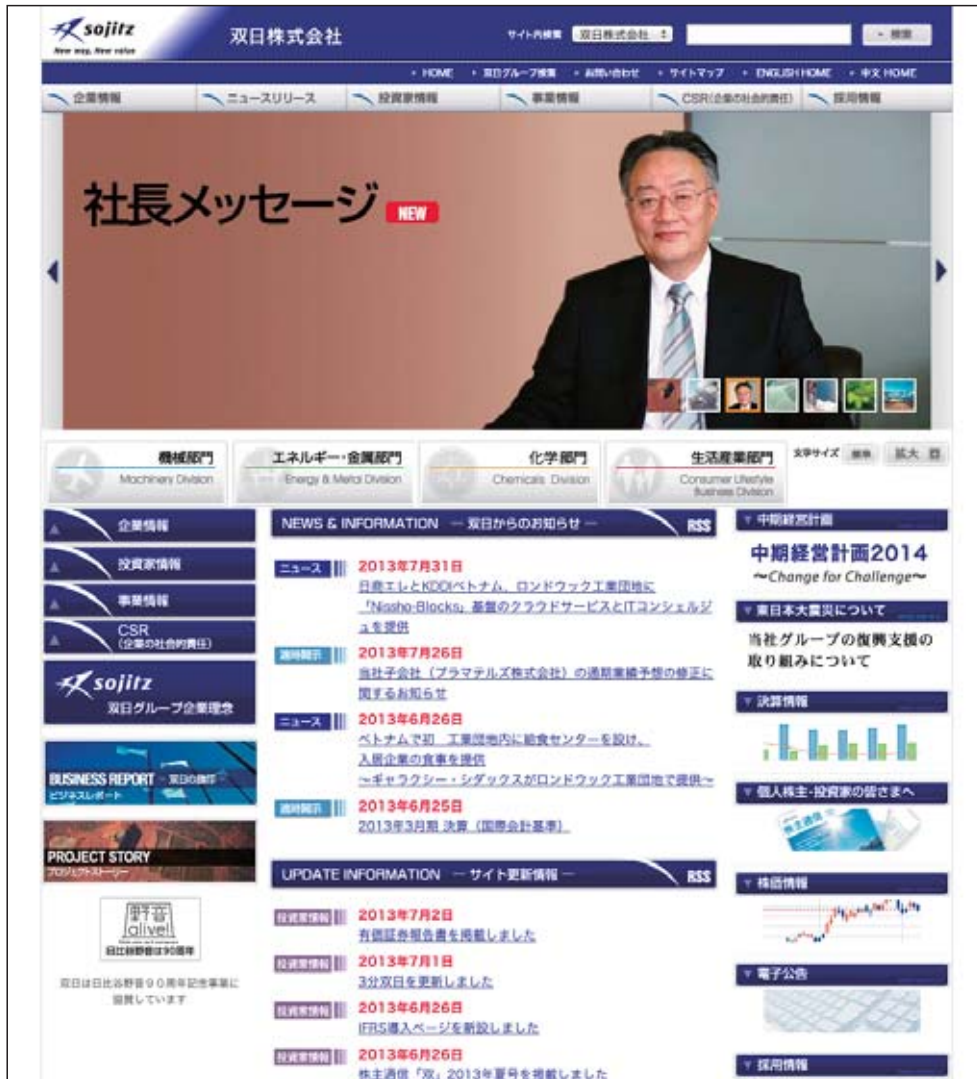 sojitz
New way, New value
双日株式会社
サイト内検索
双日株式会社
検索
HOME
双日グループ検索
お問い合わせ
サイトマップ
ENGLISH HOME
中文 HOME
企業情報
ニュースリリース
投資家情報
事業情報
CSR(企業の社会的責任)
採用情報
社長メッセージ NEW
機械部門
Machinery Division
エネルギー・金属部門
Energy & Metal Division
化学部門
Chemicals Division
生活産業部門
Consumer Lifestyle
Business Division
文字サイズ
標準
拡大
企業情報
投資家情報
事業情報
CSR
(企業の社会的責任)
sojitz
双日グループ企業理念
BUSINESS REPORT
ビジネスレポート
PROJECT STORY
プロジェクトストーリー
野音
alive!
日比谷野音は90周年
双日は日比谷野音90周年記念事業に
協賛しています
NEWS & INFORMATION — 双日からのお知らせ — RSS
ニュース
2013年7月31日
日商エレとKDDIベトナム、ロンドウック工業団地に
「Nissho-Blocks」基盤のクラウドサービスとITコンシェルジ
ュを提供
適時開示
2013年7月26日
当社子会社（プラマテルズ株式会社）の通期業績予想の修正に
関するお知らせ
ニュース
2013年6月26日
ベトナムで初 工業団地内に給食センターを設け、
入居企業の食事を提供
～ギャラクシー・シダックスがロンドウック工業団地で提供～
適時開示
2013年6月25日
2013年3月期 決算（国際会計基準）
UPDATE INFORMATION — サイト更新情報 — RSS
投資家情報
2013年7月2日
有価証券報告書を掲載しました
投資家情報
2013年7月1日
3分双日を更新しました
投資家情報
2013年6月26日
IFRS導入ページを新設しました
投資家情報
2013年6月26日
株主通信「双」2013年夏号を掲載しました
中期経営計画
中期経営計画2014
～Change for Challenge～
東日本大震災について
当社グループの復興支援の
取り組みについて
決算情報
個人株主・投資家の皆さまへ
株主通信
株価情報
電子公告
採用情報